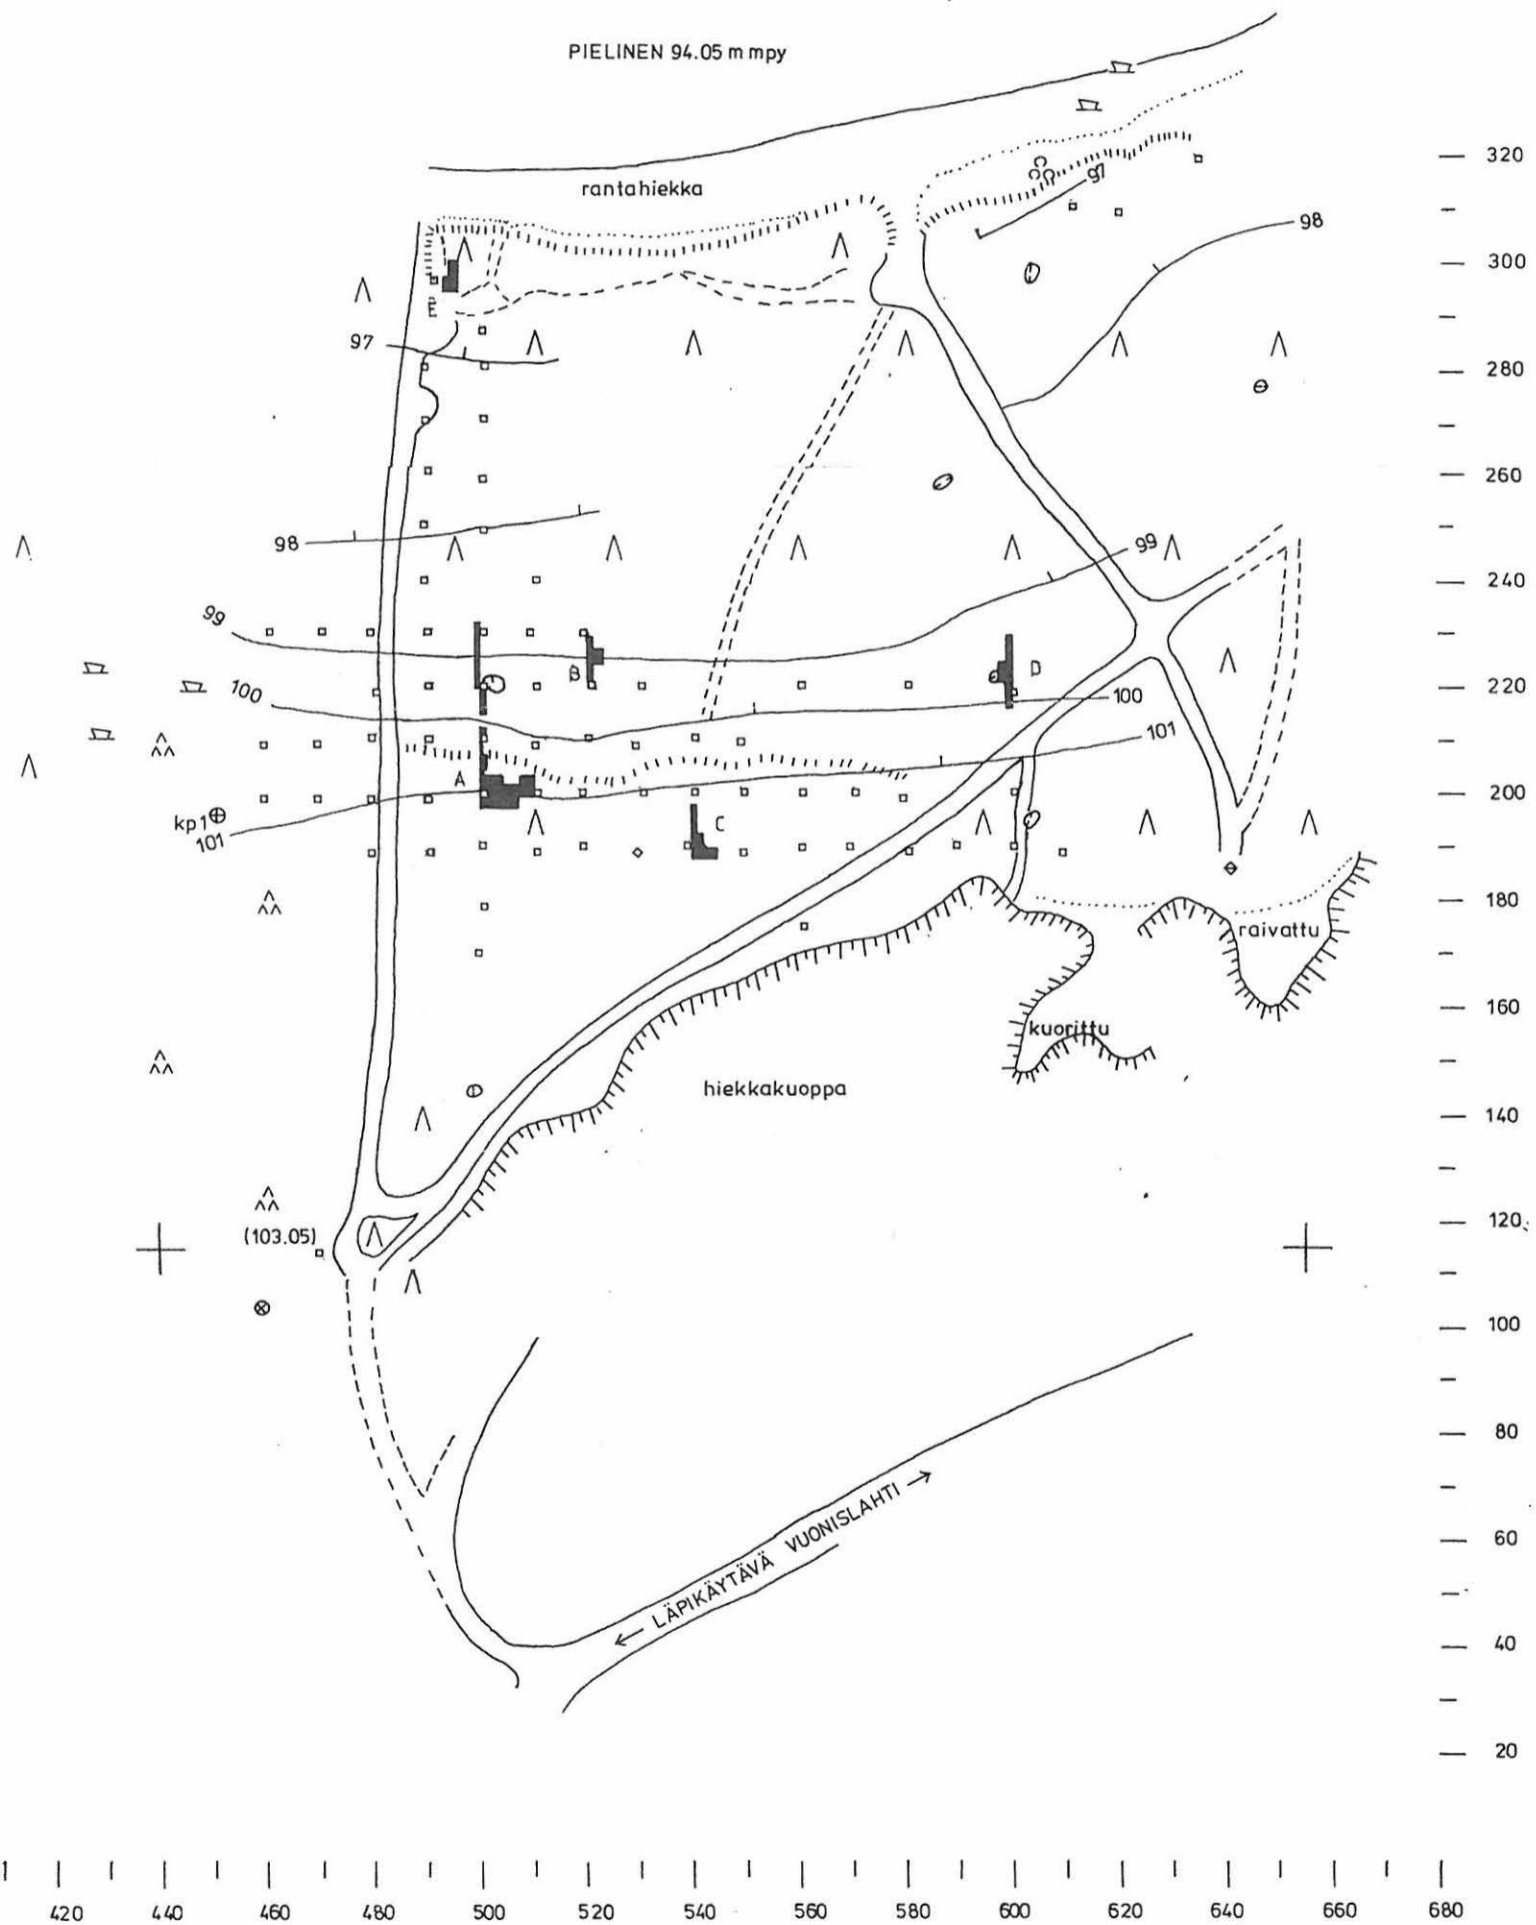 PIELINEN 94.05 m mpy
320
rantahiekka
97
98
300
E
97
280
260
98
99
240
99
B
D
100
220
100
101
A
200
kp1
C
101
180
raivattu
160
kuorittu
hiekkakuoppa
140
(103.05)
120
100
80
← LÄPIKÄYTÄVÄ VUONISLAHTI →
60
40
20
420 440 460 480 500 520 540 560 580 600 620 640 660 680